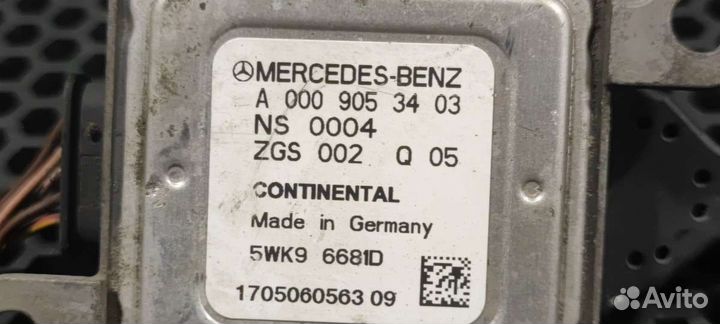 MERCEDES-BENZ
A 000 905 34 03
NS 0004
ZGS 002 Q 05
CONTINENTAL
Made in Germany
5WK9 6681D
1705060563 09
Avito